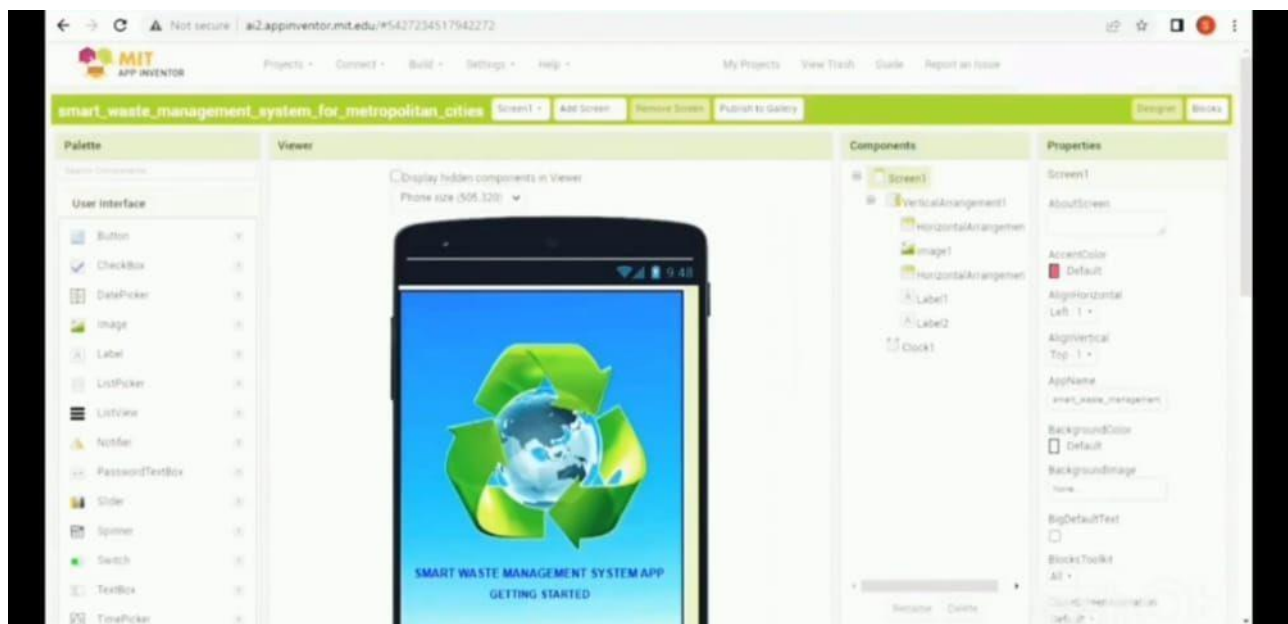 Not secure ai2.appinventor.mit.edu/#5427234517942272
S
MIT
APP INVENTOR
Projects Connect Build Settings Help My Projects View Trash Guide Report an Issue
smart_waste_management_system_for_metropolitan_cities Screen1 Add Screen Remove Screen Publish to Gallery Designer Blocks
Palette
Search Components...
User Interface
Button
CheckBox
DatePicker
Image
Label
ListPicker
ListView
Notifier
PasswordTextBox
Slider
Spinner
Switch
TextBox
TimePicker
Viewer
Display hidden components in Viewer
Phone size (505,320)
9:48
SMART WASTE MANAGEMENT SYSTEM APP
GETTING STARTED
Components
Screen1
VerticalArrangement1
HorizontalArrangemen
Image1
HorizontalArrangemen
Label1
Label2
Clock1
Rename Delete
Properties
Screen1
AboutScreen
AccentColor
Default
AlignHorizontal
Left : 1
AlignVertical
Top : 1
AppName
smart_waste_management
BackgroundColor
Default
BackgroundImage
None...
BigDefaultText
BlocksToolkit
All
Default